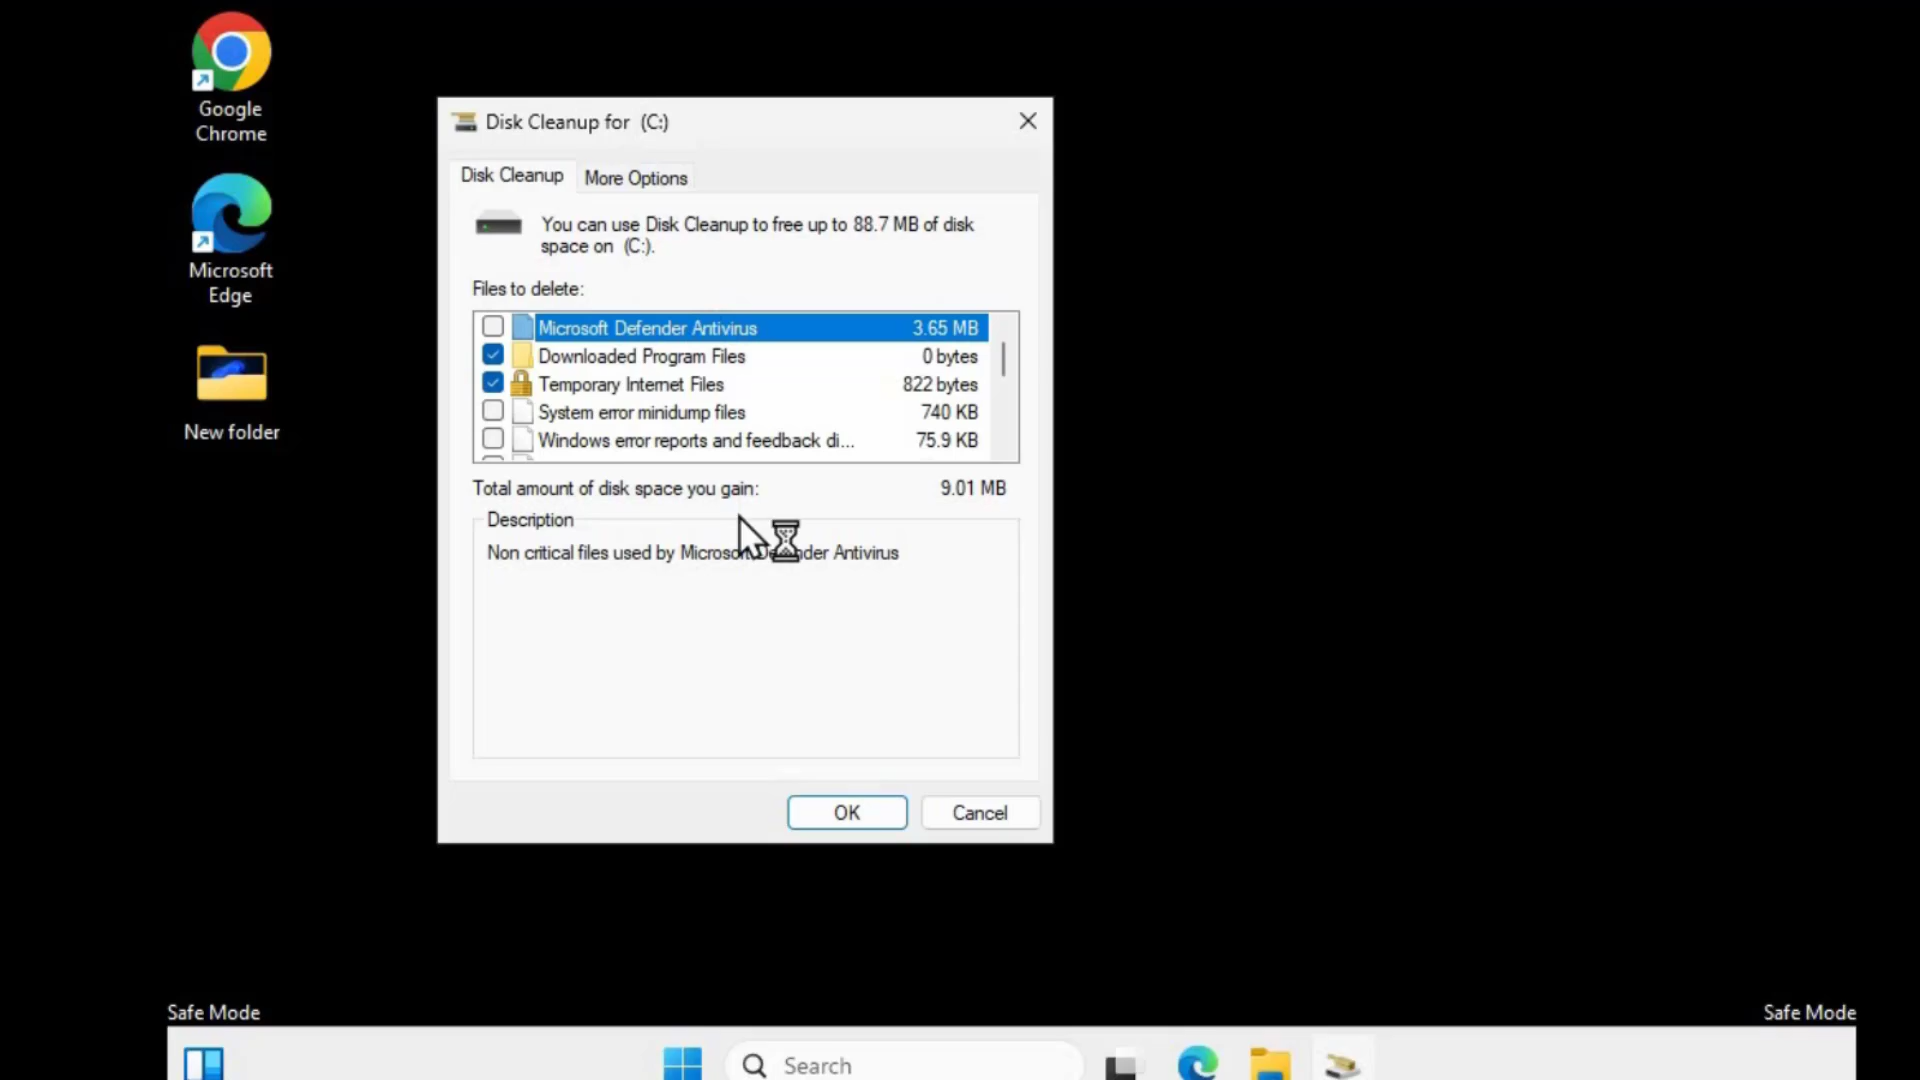 Google
Chrome
Microsoft
Edge
New folder
Disk Cleanup for (C:)
Disk Cleanup
More Options
You can use Disk Cleanup to free up to 88.7 MB of disk
space on (C:).
Files to delete:
Microsoft Defender Antivirus 3.65 MB
Downloaded Program Files 0 bytes
Temporary Internet Files 822 bytes
System error minidump files 740 KB
Windows error reports and feedback di... 75.9 KB
Total amount of disk space you gain: 9.01 MB
Description
Non critical files used by Microsoft Defender Antivirus
OK
Cancel
Safe Mode
Safe Mode
Search